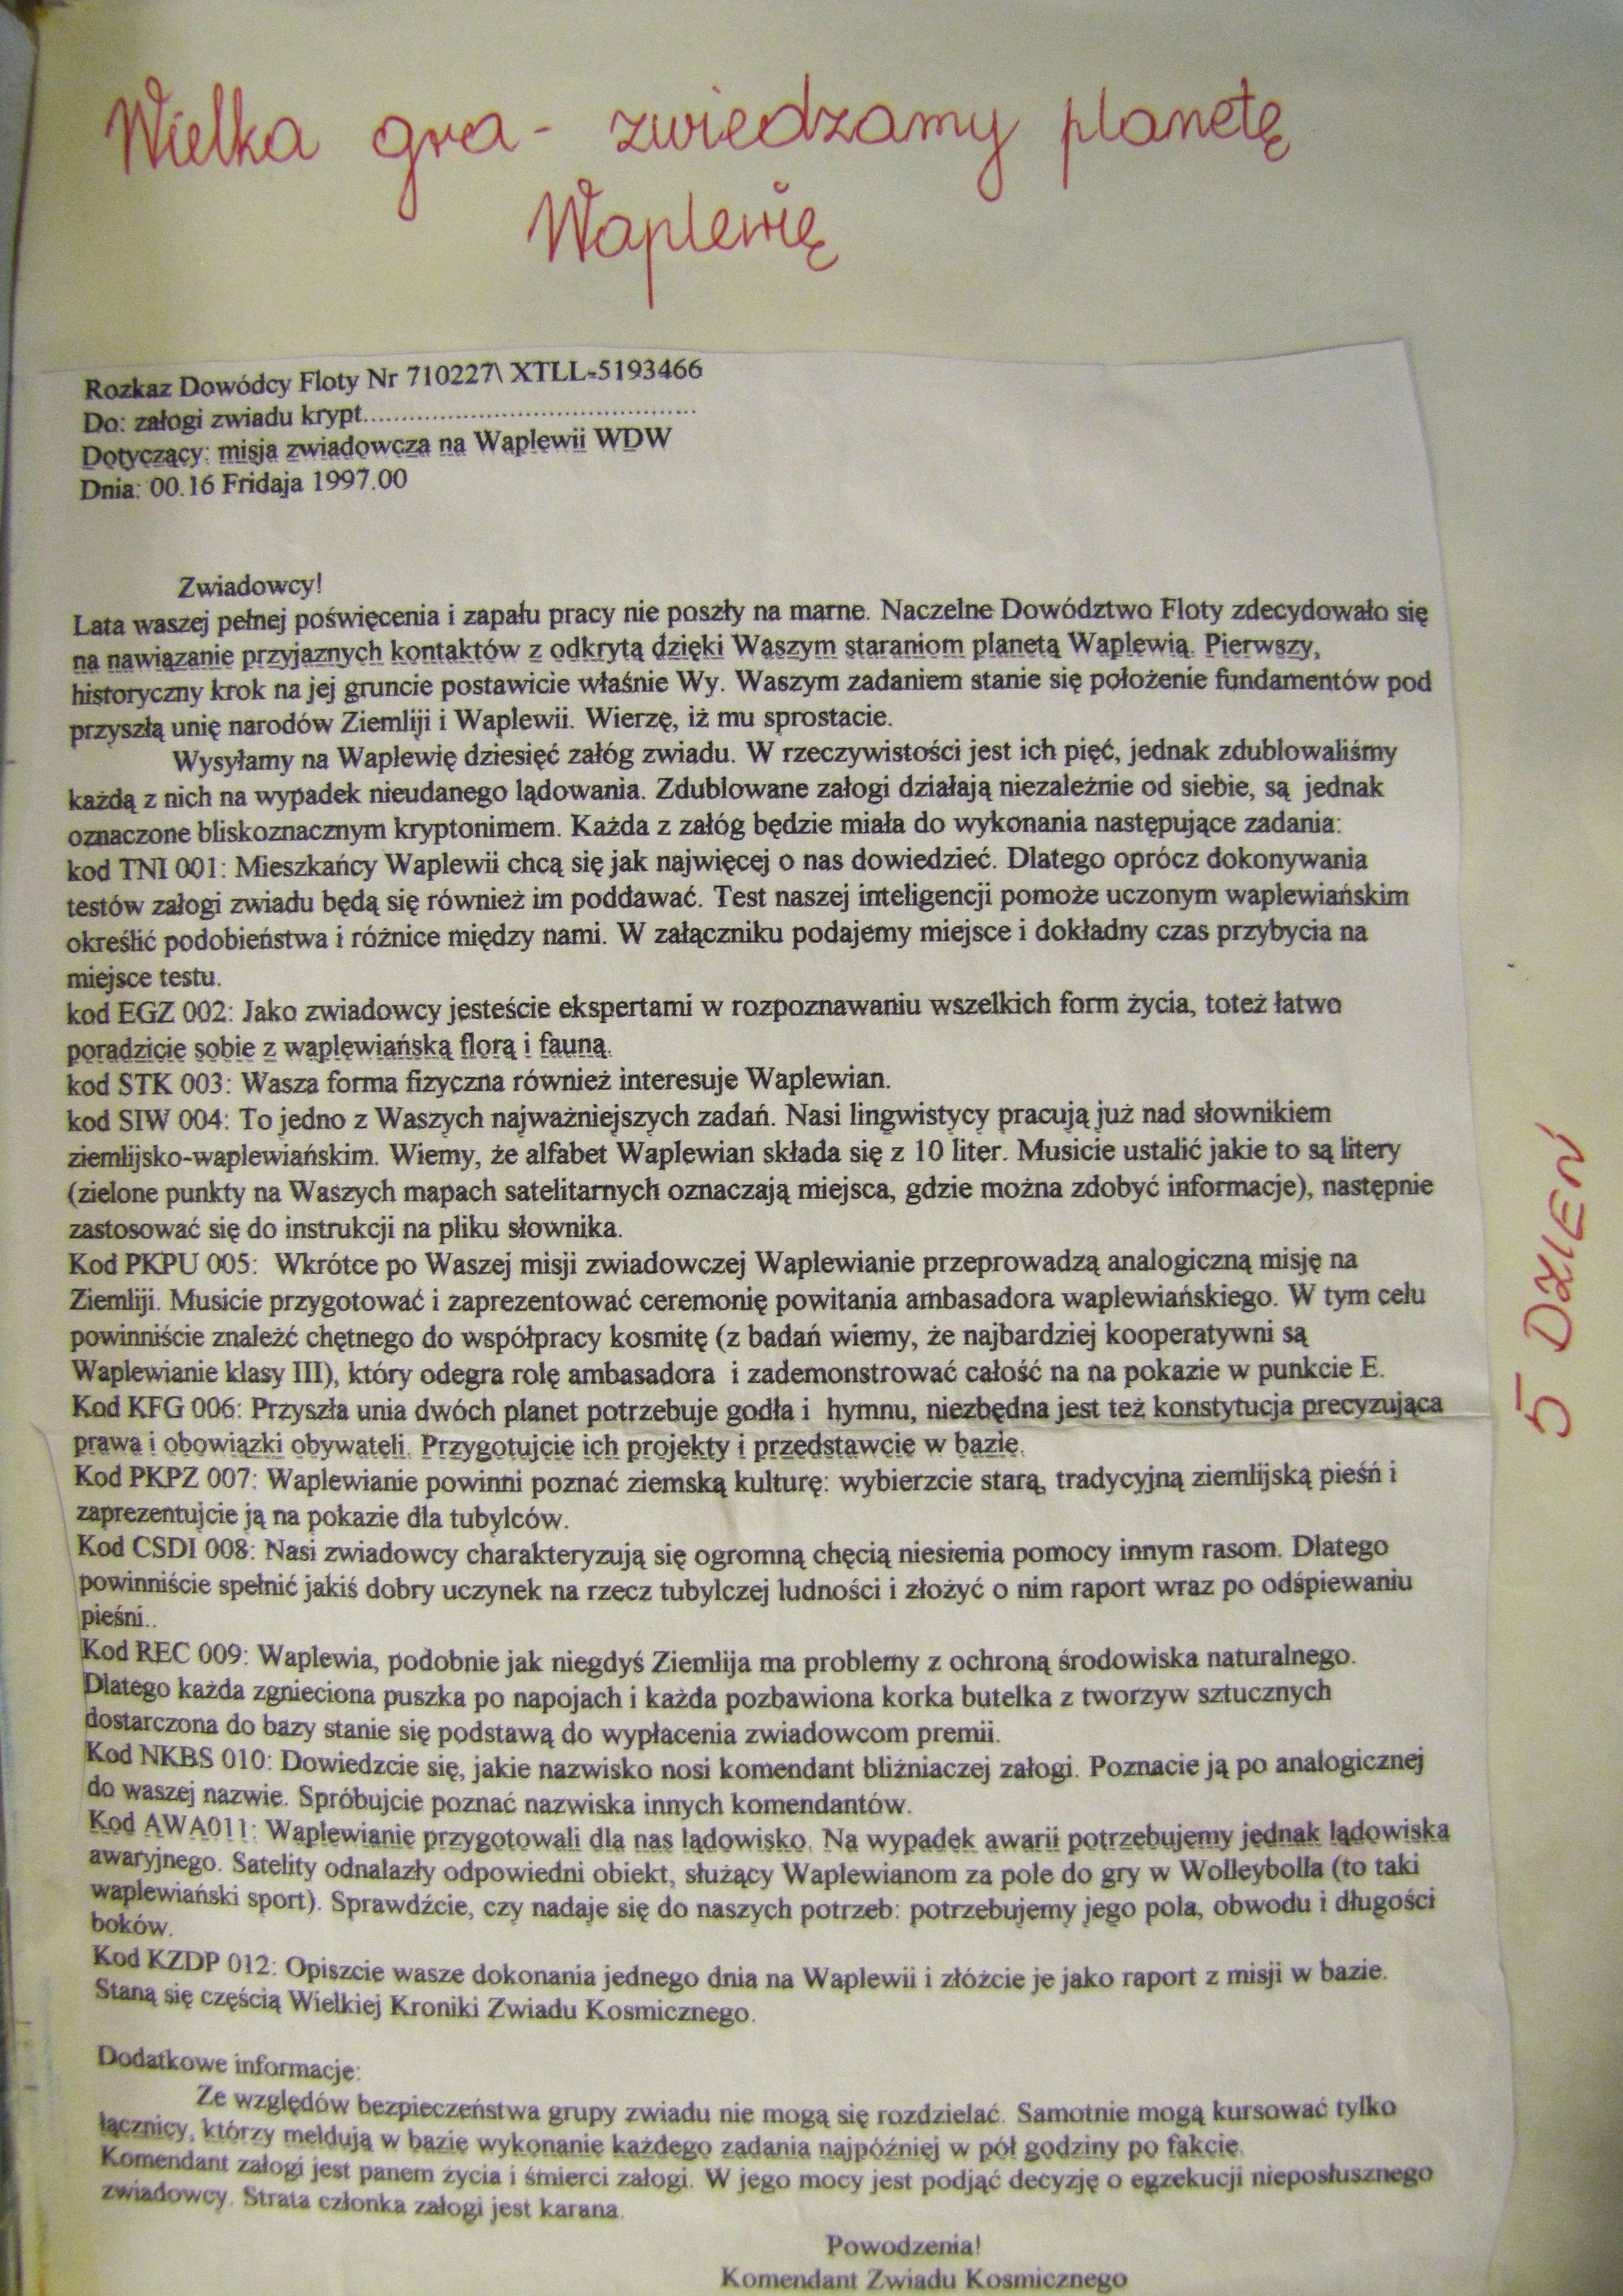 Wielka gra - zwiedzamy planetę
Waplewię
Rozkaz Dowódcy Floty Nr 710227\ XTLL-5193466
Do: załogi zwiadu krypt............................................
Dotyczący: misja zwiadowcza na Waplewii WDW
Dnia: 00.16 Fridaja 1997.00
Zwiadowcy!
Lata waszej pełnej poświęcenia i zapału pracy nie poszły na marne. Naczelne Dowództwo Floty zdecydowało się
na nawiązanie przyjaznych kontaktów z odkrytą dzięki Waszym staraniom planetą Waplewią. Pierwszy,
historyczny krok na jej gruncie postawicie właśnie Wy. Waszym zadaniem stanie się położenie fundamentów pod
przyszłą unię narodów Ziemliji i Waplewii. Wierzę, iż mu sprostacie.
Wysyłamy na Waplewię dziesięć załóg zwiadu. W rzeczywistości jest ich pięć, jednak zdublowaliśmy
każdą z nich na wypadek nieudanego lądowania. Zdublowane załogi działają niezależnie od siebie, są jednak
oznaczone bliskoznacznym kryptonimem. Każda z załóg będzie miała do wykonania następujące zadania:
kod TNI 001: Mieszkańcy Waplewii chcą się jak najwięcej o nas dowiedzieć. Dlatego oprócz dokonywania
testów załogi zwiadu będą się również im poddawać. Test naszej inteligencji pomoże uczonym waplewiańskim
określić podobieństwa i różnice między nami. W załączniku podajemy miejsce i dokładny czas przybycia na
miejsce testu.
kod EGZ 002: Jako zwiadowcy jesteście ekspertami w rozpoznawaniu wszelkich form życia, toteż łatwo
poradzicie sobie z waplewiańską florą i fauną.
kod STK 003: Wasza forma fizyczna również interesuje Waplewian.
kod SIW 004: To jedno z Waszych najważniejszych zadań. Nasi lingwistycy pracują już nad słownikiem
ziemlijsko-waplewiańskim. Wiemy, że alfabet Waplewian składa się z 10 liter. Musicie ustalić jakie to są litery
(zielone punkty na Waszych mapach satelitarnych oznaczają miejsca, gdzie można zdobyć informacje), następnie
zastosować się do instrukcji na pliku słownika.
Kod PKPU 005: Wkrótce po Waszej misji zwiadowczej Waplewianie przeprowadzą analogiczną misję na
Ziemliji. Musicie przygotować i zaprezentować ceremonię powitania ambasadora waplewiańskiego. W tym celu
powinniście znaleźć chętnego do współpracy kosmitę (z badań wiemy, że najbardziej kooperatywni są
Waplewianie klasy III), który odegra rolę ambasadora i zademonstrować całość na na pokazie w punkcie E.
Kod KFG 006: Przyszła unia dwóch planet potrzebuje godła i hymnu, niezbędna jest też konstytucja precyzująca
prawa i obowiązki obywateli. Przygotujcie ich projekty i przedstawcie w bazie.
Kod PKPZ 007: Waplewianie powinni poznać ziemską kulturę: wybierzcie starą, tradycyjną ziemlijską pieśń i
zaprezentujcie ją na pokazie dla tubylców.
Kod CSDI 008: Nasi zwiadowcy charakteryzują się ogromną chęcią niesienia pomocy innym rasom. Dlatego
powinniście spełnić jakiś dobry uczynek na rzecz tubylczej ludności i złożyć o nim raport wraz po odśpiewaniu
pieśni..
Kod REC 009: Waplewia, podobnie jak niegdyś Ziemlija ma problemy z ochroną środowiska naturalnego.
Dlatego każda zgnieciona puszka po napojach i każda pozbawiona korka butelka z tworzyw sztucznych
dostarczona do bazy stanie się podstawą do wypłacenia zwiadowcom premii.
Kod NKBS 010: Dowiedzcie się, jakie nazwisko nosi komendant bliźniaczej załogi. Poznacie ją po analogicznej
do waszej nazwie. Spróbujcie poznać nazwiska innych komendantów.
Kod AWA011: Waplewianie przygotowali dla nas lądowisko. Na wypadek awarii potrzebujemy jednak lądowiska
awaryjnego. Satelity odnalazły odpowiedni obiekt, służący Waplewianom za pole do gry w Wolleybolla (to taki
waplewiański sport). Sprawdźcie, czy nadaje się do naszych potrzeb: potrzebujemy jego pola, obwodu i długości
boków.
Kod KZDP 012: Opiszcie wasze dokonania jednego dnia na Waplewii i złóżcie je jako raport z misji w bazie.
Staną się częścią Wielkiej Kroniki Zwiadu Kosmicznego.
Dodatkowe informacje:
Ze względów bezpieczeństwa grupy zwiadu nie mogą się rozdzielać. Samotnie mogą kursować tylko
łącznicy, którzy meldują w bazie wykonanie każdego zadania najpóźniej w pół godziny po fakcie.
Komendant załogi jest panem życia i śmierci załogi. W jego mocy jest podjąć decyzję o egzekucji nieposłusznego
zwiadowcy. Strata członka załogi jest karana.
Powodzenia!
Komendant Zwiadu Kosmicznego
5 DZIEŃ